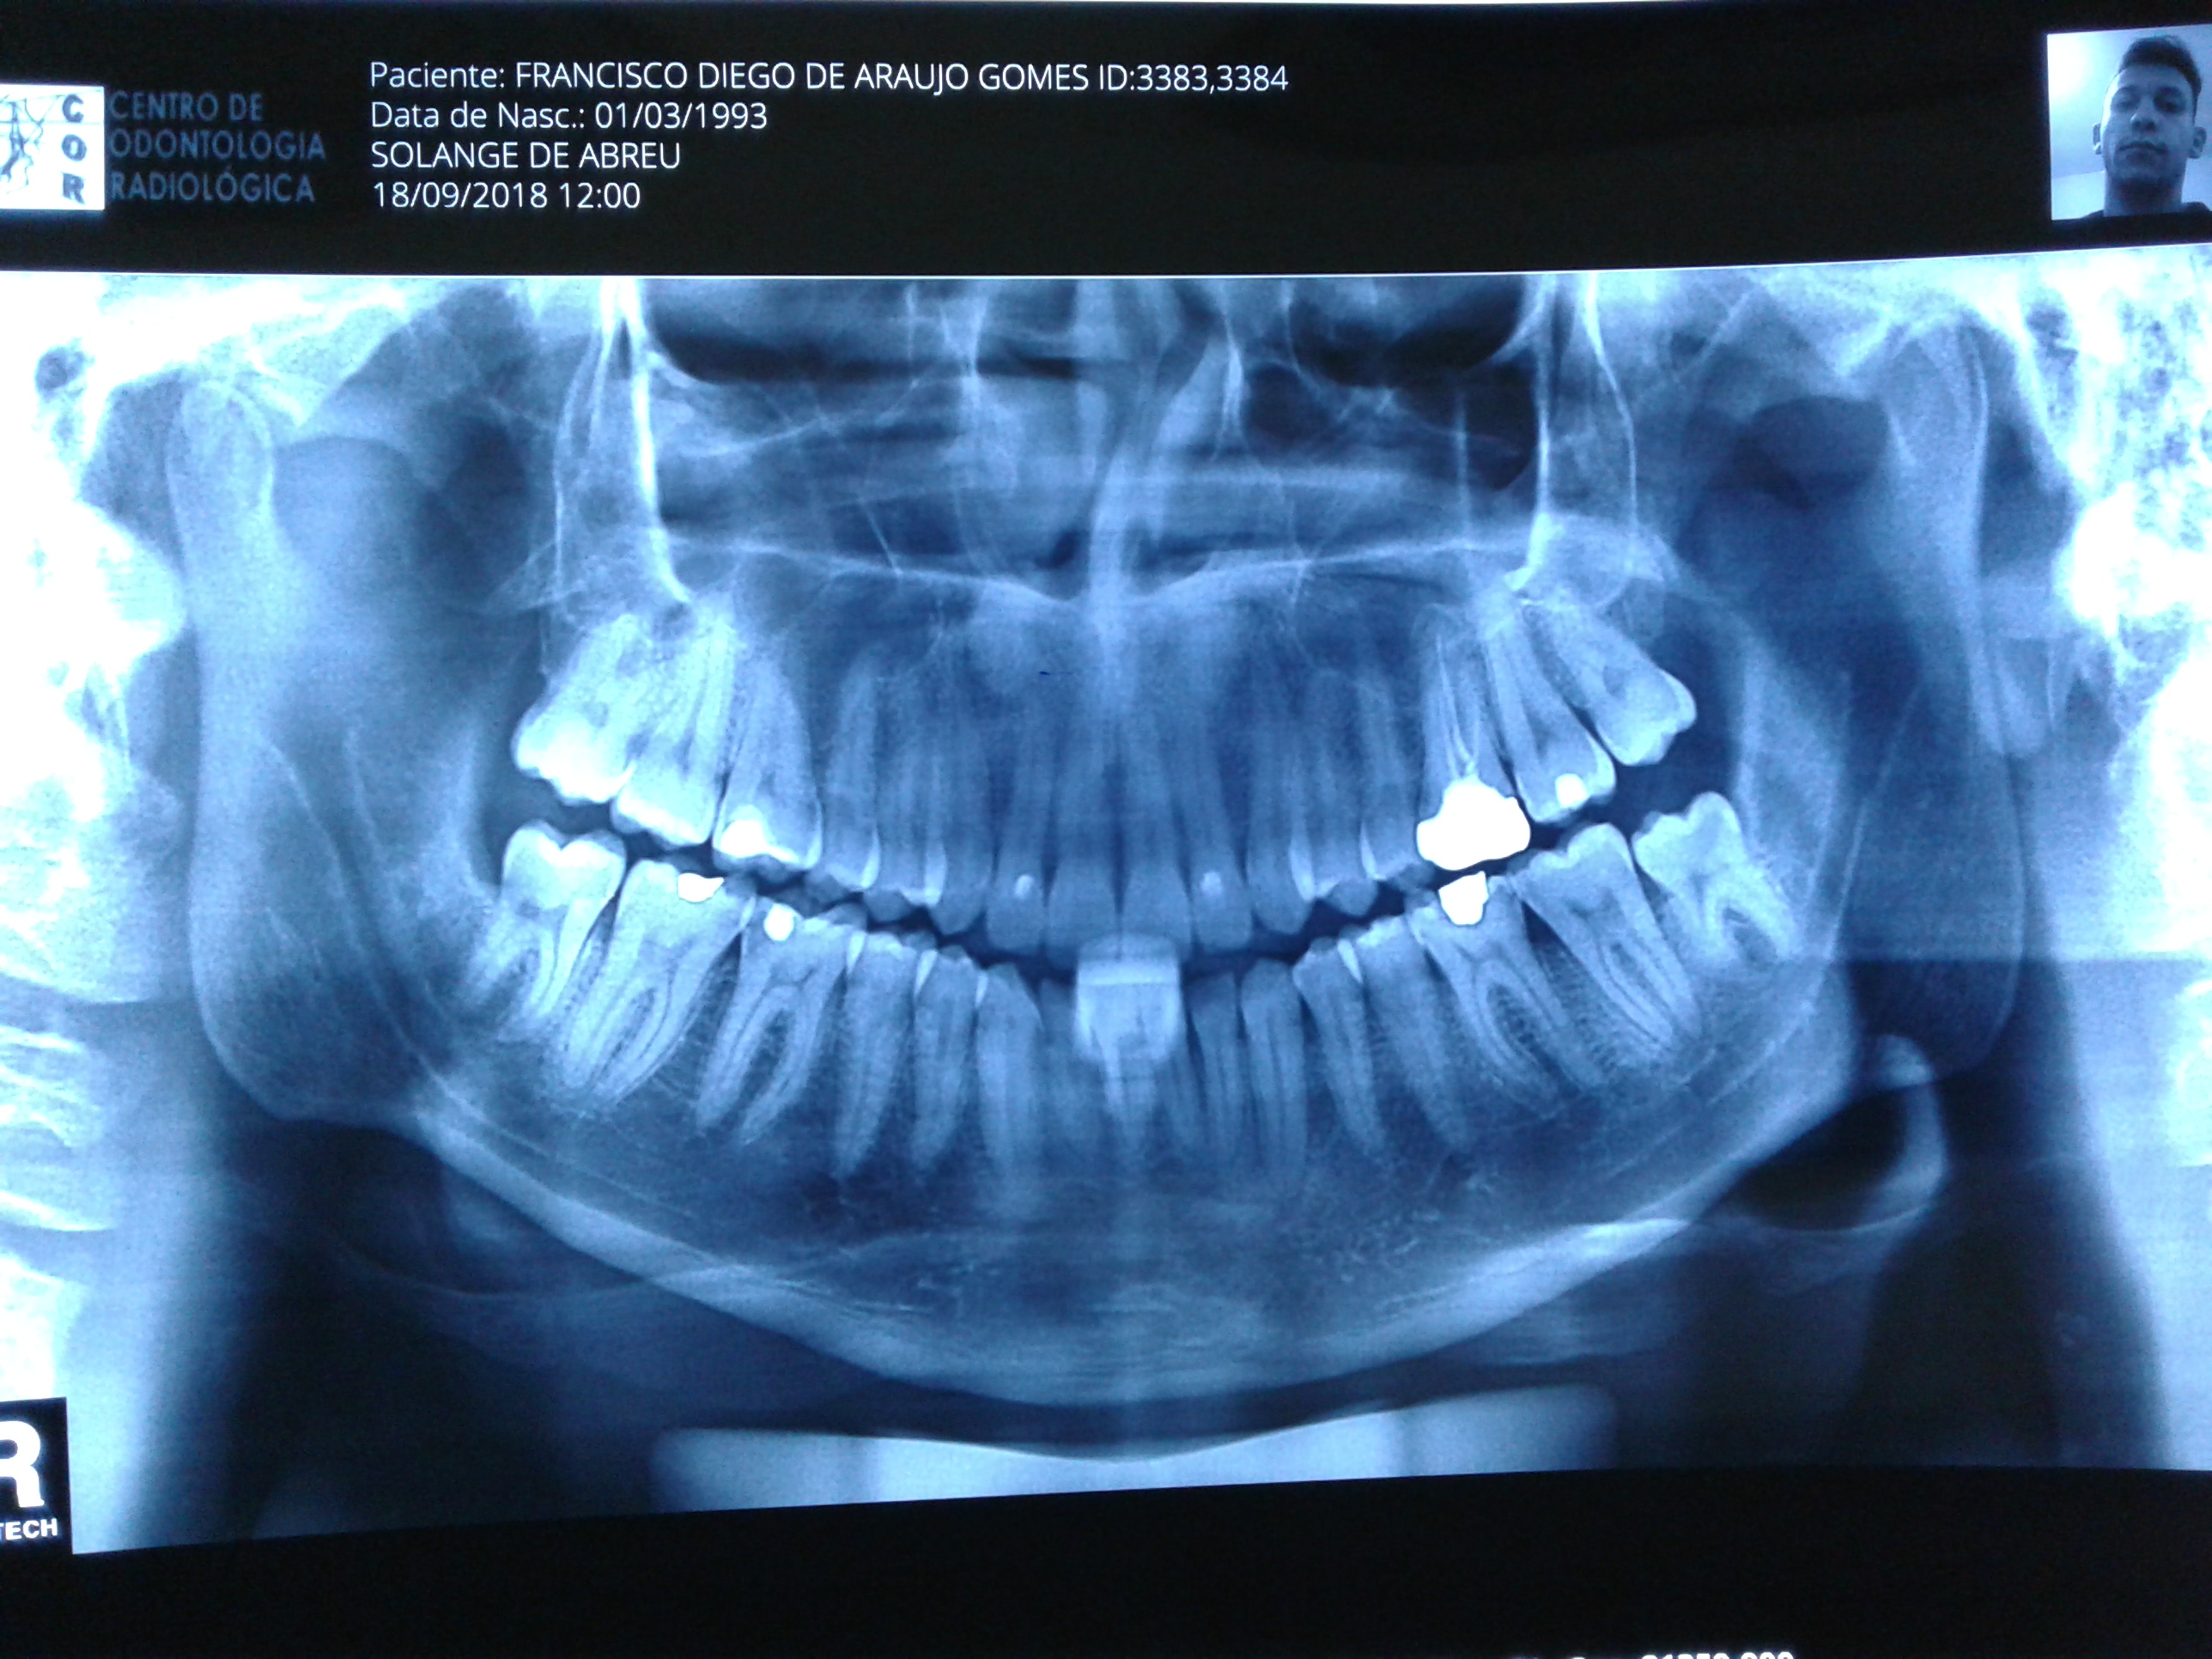 Paciente: FRANCISCO DIEGO DE ARAUJO GOMES ID:3383,3384
Data de Nasc.: 01/03/1993
SOLANGE DE ABREU
18/09/2018 12:00
COR
CENTRO DE
ODONTOLOGIA
RADIOLÓGICA
R
TECH